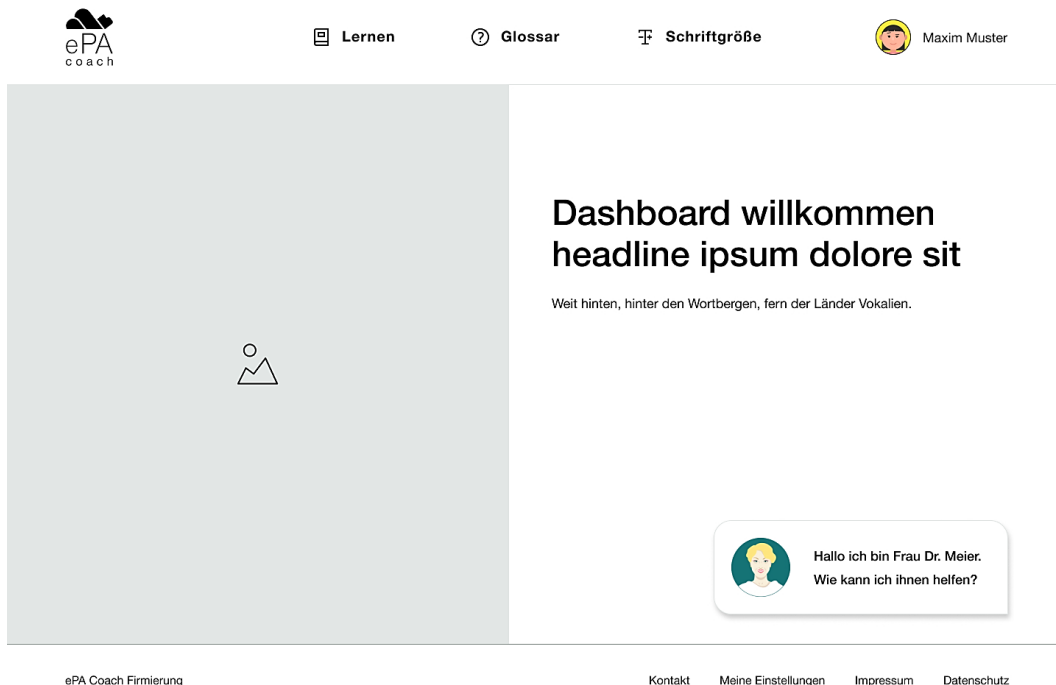 ePA
coach
Lernen
Glossar
Schriftgröße
Maxim Muster
Dashboard willkommen
headline ipsum dolore sit
Weit hinten, hinter den Wortbergen, fern der Länder Vokalien.
Hallo ich bin Frau Dr. Meier.
Wie kann ich ihnen helfen?
ePA Coach Firmierung
Kontakt
Meine Einstellungen
Impressum
Datenschutz